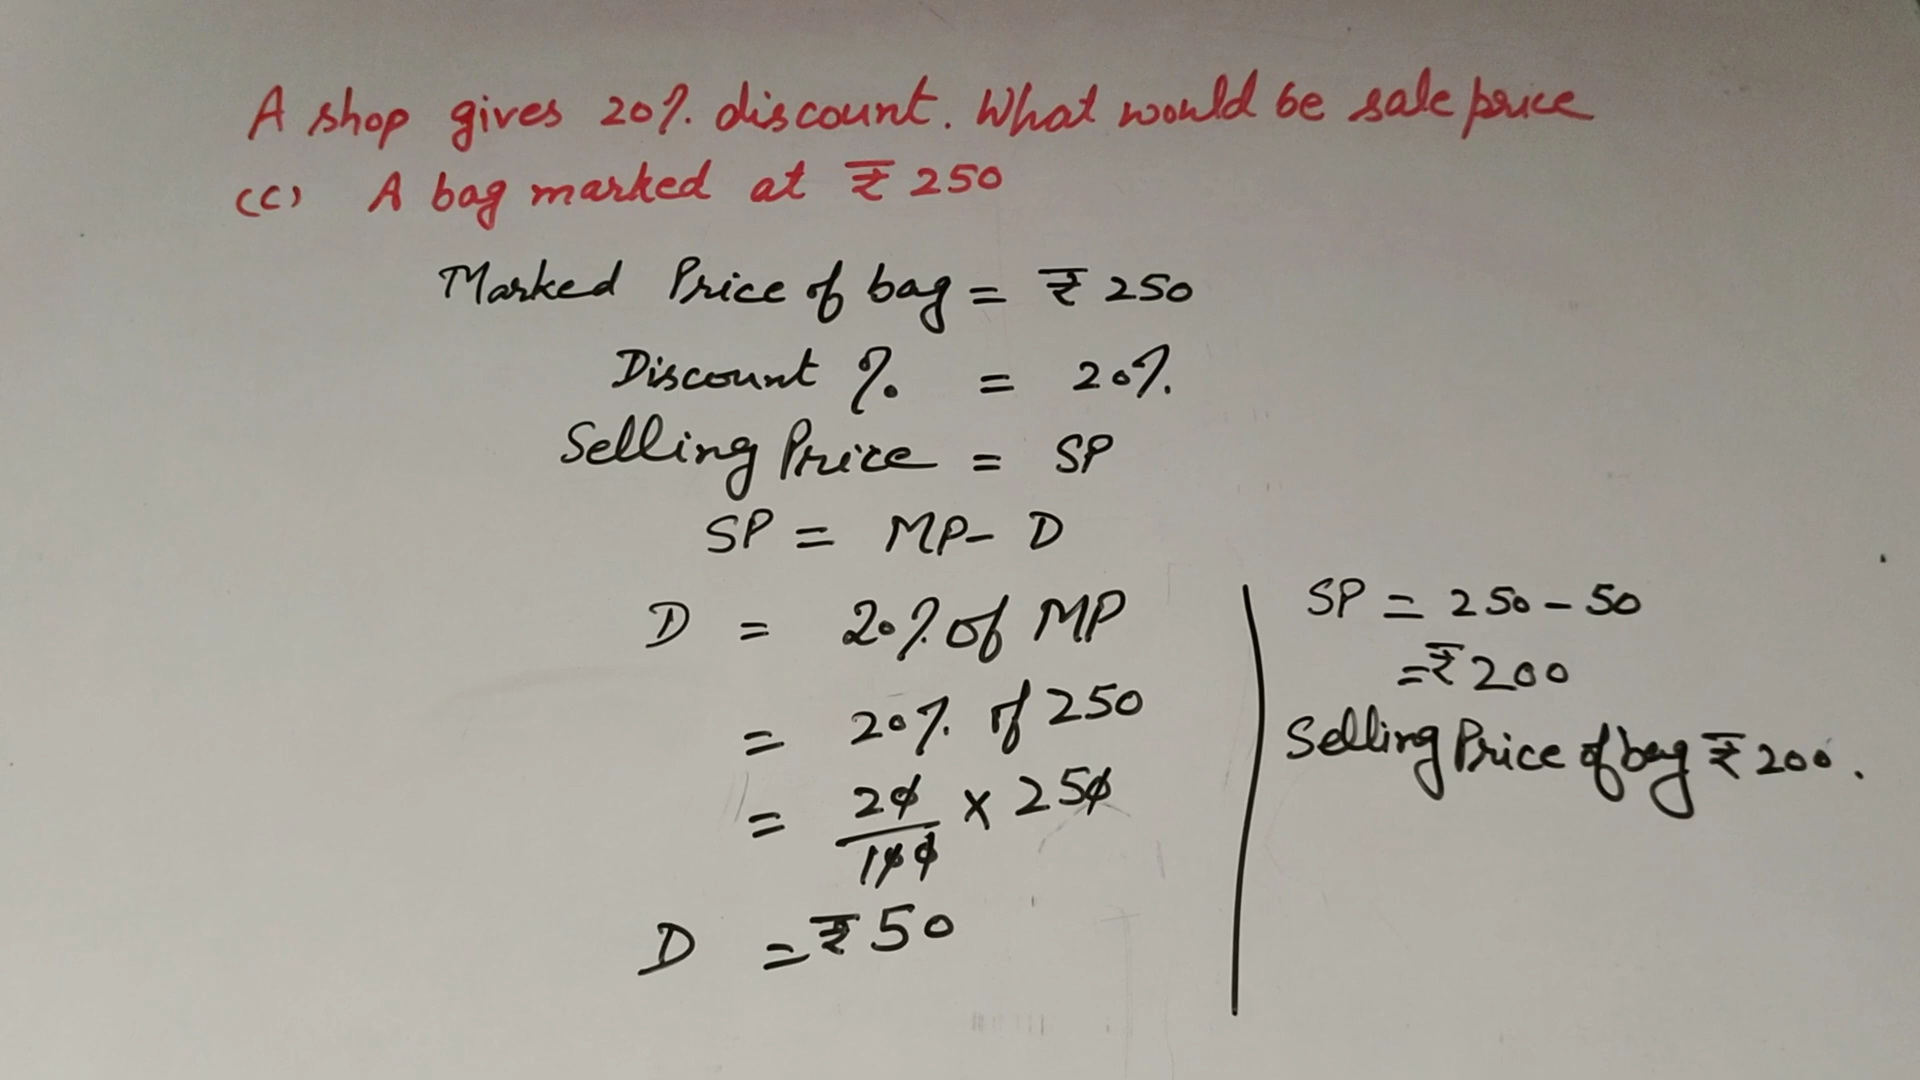 A shop gives 20%. discount. What would be sale price
(c) A bag marked at ₹ 250
Marked Price of bag = ₹ 250
Discount % = 20%.
Selling Price = SP
SP = MP - D
D = 20% of MP
= 20% of 250
= 20/100 x 250
D = ₹ 50
SP = 250 - 50
= ₹ 200
Selling Price of bag ₹ 200.